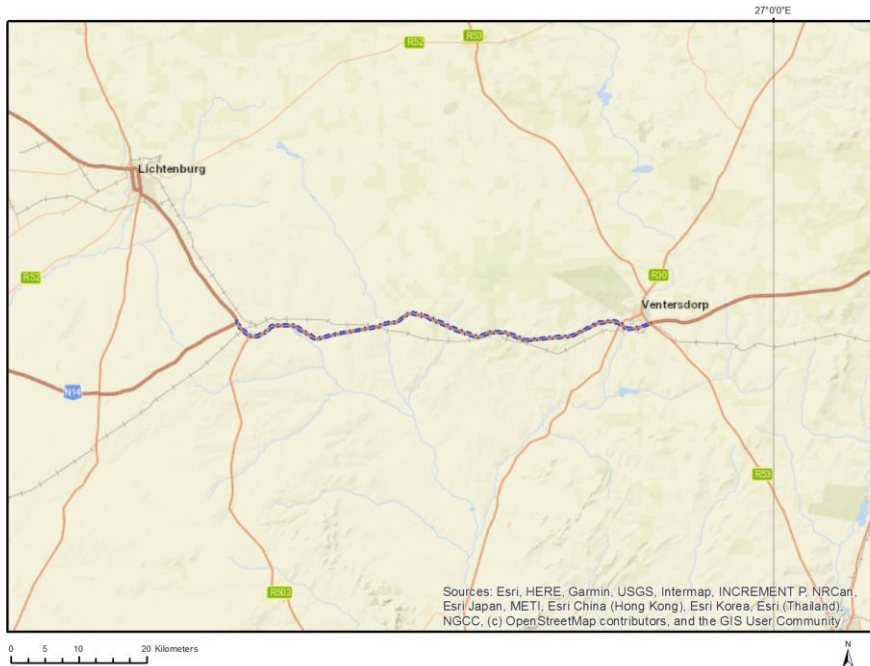 27°0'0"E
R52
R53
Lichtenburg
R52
R30
Ventersdorp
N14
R53
R503
Sources: Esri, HERE, Garmin, USGS, Intermap, INCREMENT P, NRCan,
Esri Japan, METI, Esri China (Hong Kong), Esri Korea, Esri (Thailand),
NGCC, (c) OpenStreetMap contributors, and the GIS User Community
0 5 10 20 Kilometers
N